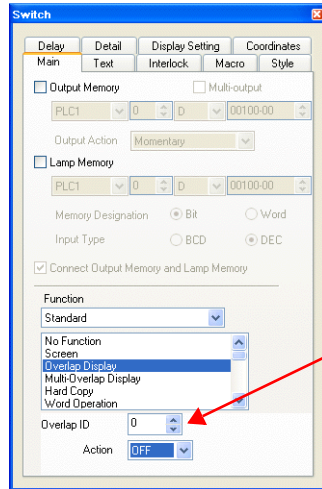 Switch
Delay Detail Display Setting Coordinates
Main Text Interlock Macro Style
Output Memory Multi-output
PLC1 0 D 00100-00
Output Action Momentary
Lamp Memory
PLC1 0 D 00100-00
Memory Designation Bit Word
Input Type BCD DEC
Connect Output Memory and Lamp Memory
Function
Standard
No Function
Screen
Overlap Display
Multi-Overlap Display
Hard Copy
Word Operation
Overlap ID 0
Action OFF